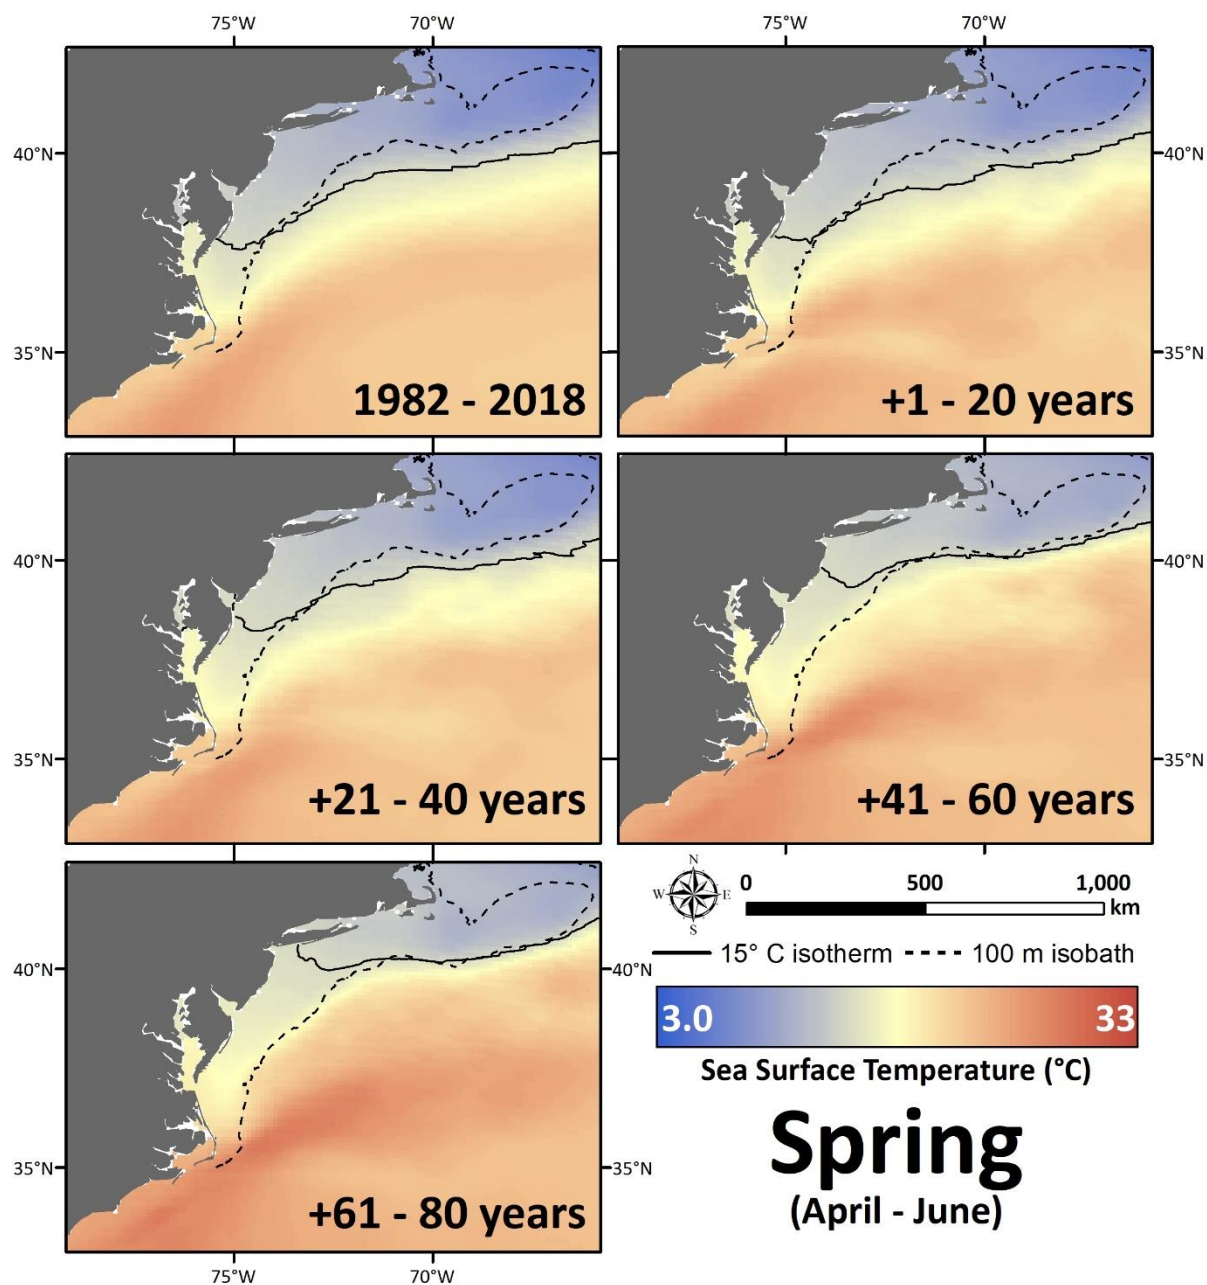 75°W 70°W 75°W 70°W
40°N 40°N
35°N 35°N
1982 - 2018 +1 - 20 years
40°N 40°N
35°N 35°N
+21 - 40 years +41 - 60 years
N
W E
S
0 500 1,000
km
15° C isotherm 100 m isobath
40°N 40°N
3.0 33
Sea Surface Temperature (°C)
Spring
(April - June)
35°N 35°N
+61 - 80 years
75°W 70°W